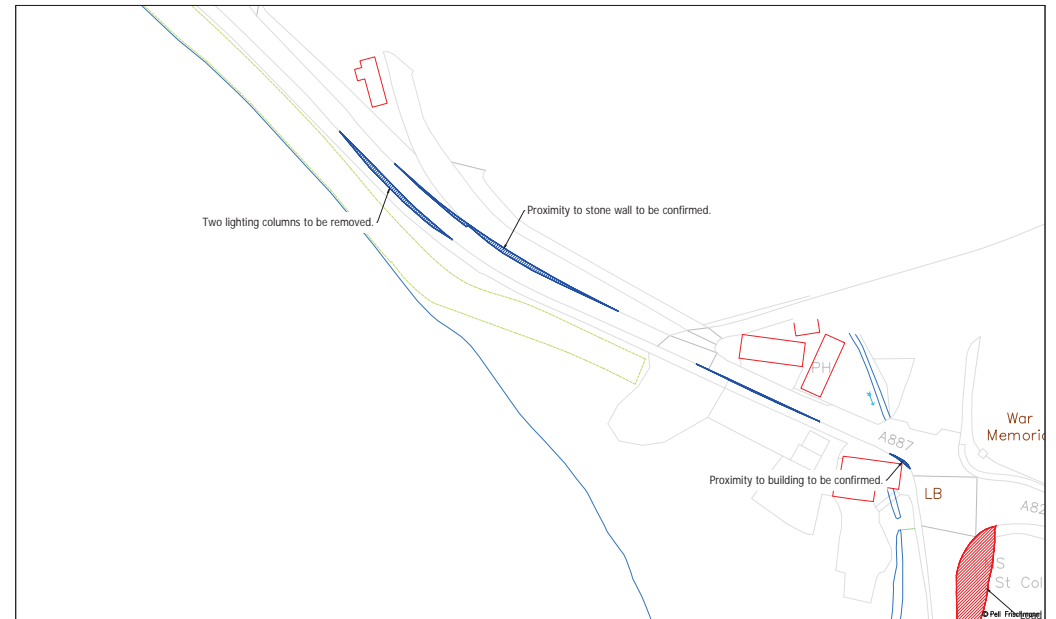 Two lighting columns to be removed.
Proximity to stone wall to be confirmed.
PH
A887
War
Memoria
Proximity to building to be confirmed.
LB
A82
St Col
© Pell Frischmann